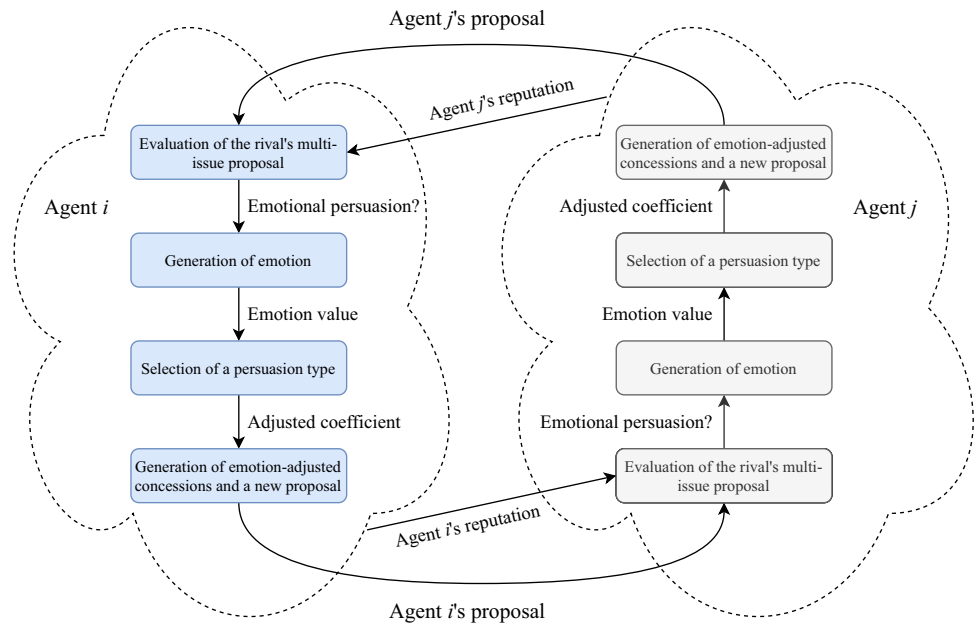 Agent j's proposal
Agent j's reputation
Evaluation of the rival's multi-
issue proposal
Generation of emotion-adjusted
concessions and a new proposal
Agent i
Emotional persuasion?
Adjusted coefficient
Agent j
Generation of emotion
Selection of a persuasion type
Emotion value
Emotion value
Selection of a persuasion type
Generation of emotion
Adjusted coefficient
Emotional persuasion?
Generation of emotion-adjusted
concessions and a new proposal
Evaluation of the rival's multi-
issue proposal
Agent i's reputation
Agent i's proposal